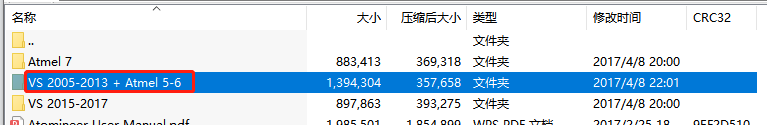 名称 大小 压缩后大小 类型 修改时间 CRC32
.. 文件夹
Atmel 7 883,413 369,318 文件夹 2017/4/8 20:00
VS 2005-2013 + Atmel 5-6 1,394,304 357,658 文件夹 2017/4/8 22:01
VS 2015-2017 897,863 393,275 文件夹 2017/4/8 20:00
Atomineer User Manual.pdf 1,985,501 1,854,899 WPS PDF 文档 2017/2/25 18... 9FF2D510